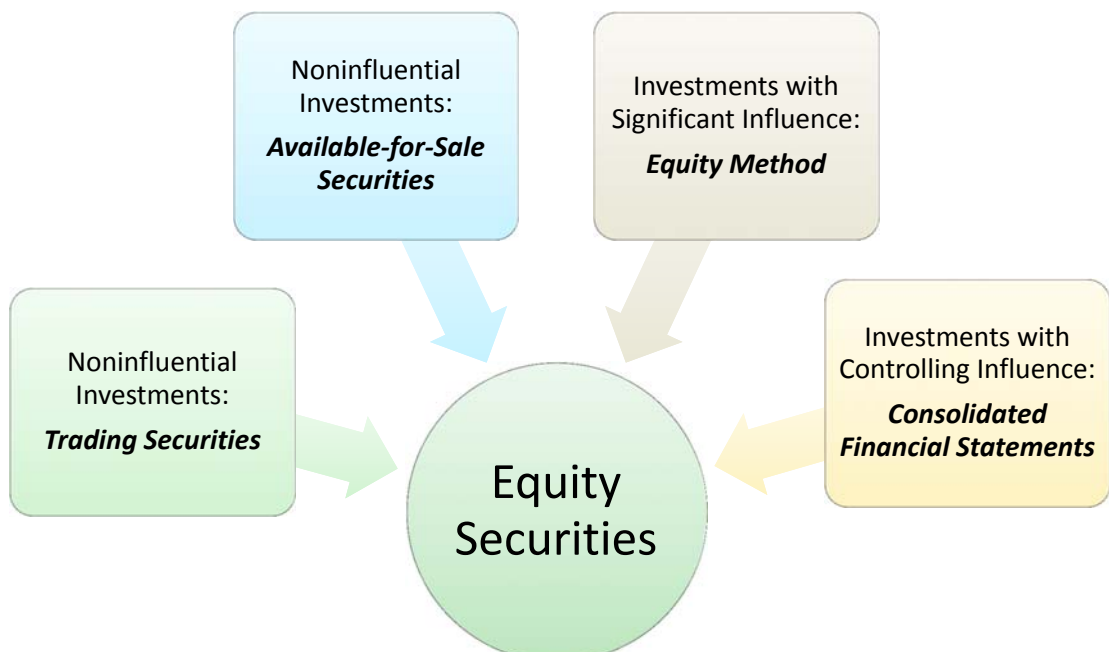 Noninfluential
Investments:
Available-for-Sale
Securities
Investments with
Significant Influence:
Equity Method
Noninfluential
Investments:
Trading Securities
Investments with
Controlling Influence:
Consolidated
Financial Statements
Equity
Securities